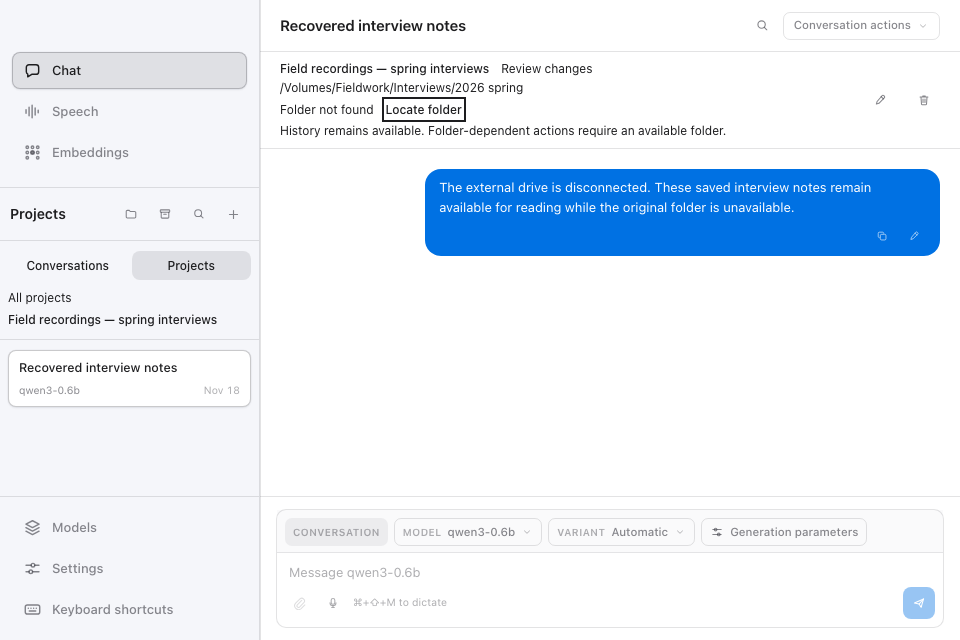 Chat
Speech
Embeddings
Projects
Conversations
Projects
All projects
Field recordings — spring interviews
Recovered interview notes
qwen3-0.6b
Nov 18
Models
Settings
Keyboard shortcuts
Recovered interview notes
Conversation actions
Field recordings — spring interviews Review changes
/Volumes/Fieldwork/Interviews/2026 spring
Folder not found Locate folder
History remains available. Folder-dependent actions require an available folder.
The external drive is disconnected. These saved interview notes remain
available for reading while the original folder is unavailable.
CONVERSATION
MODEL qwen3-0.6b
VARIANT Automatic
Generation parameters
Message qwen3-0.6b
⌘+⇧+M to dictate